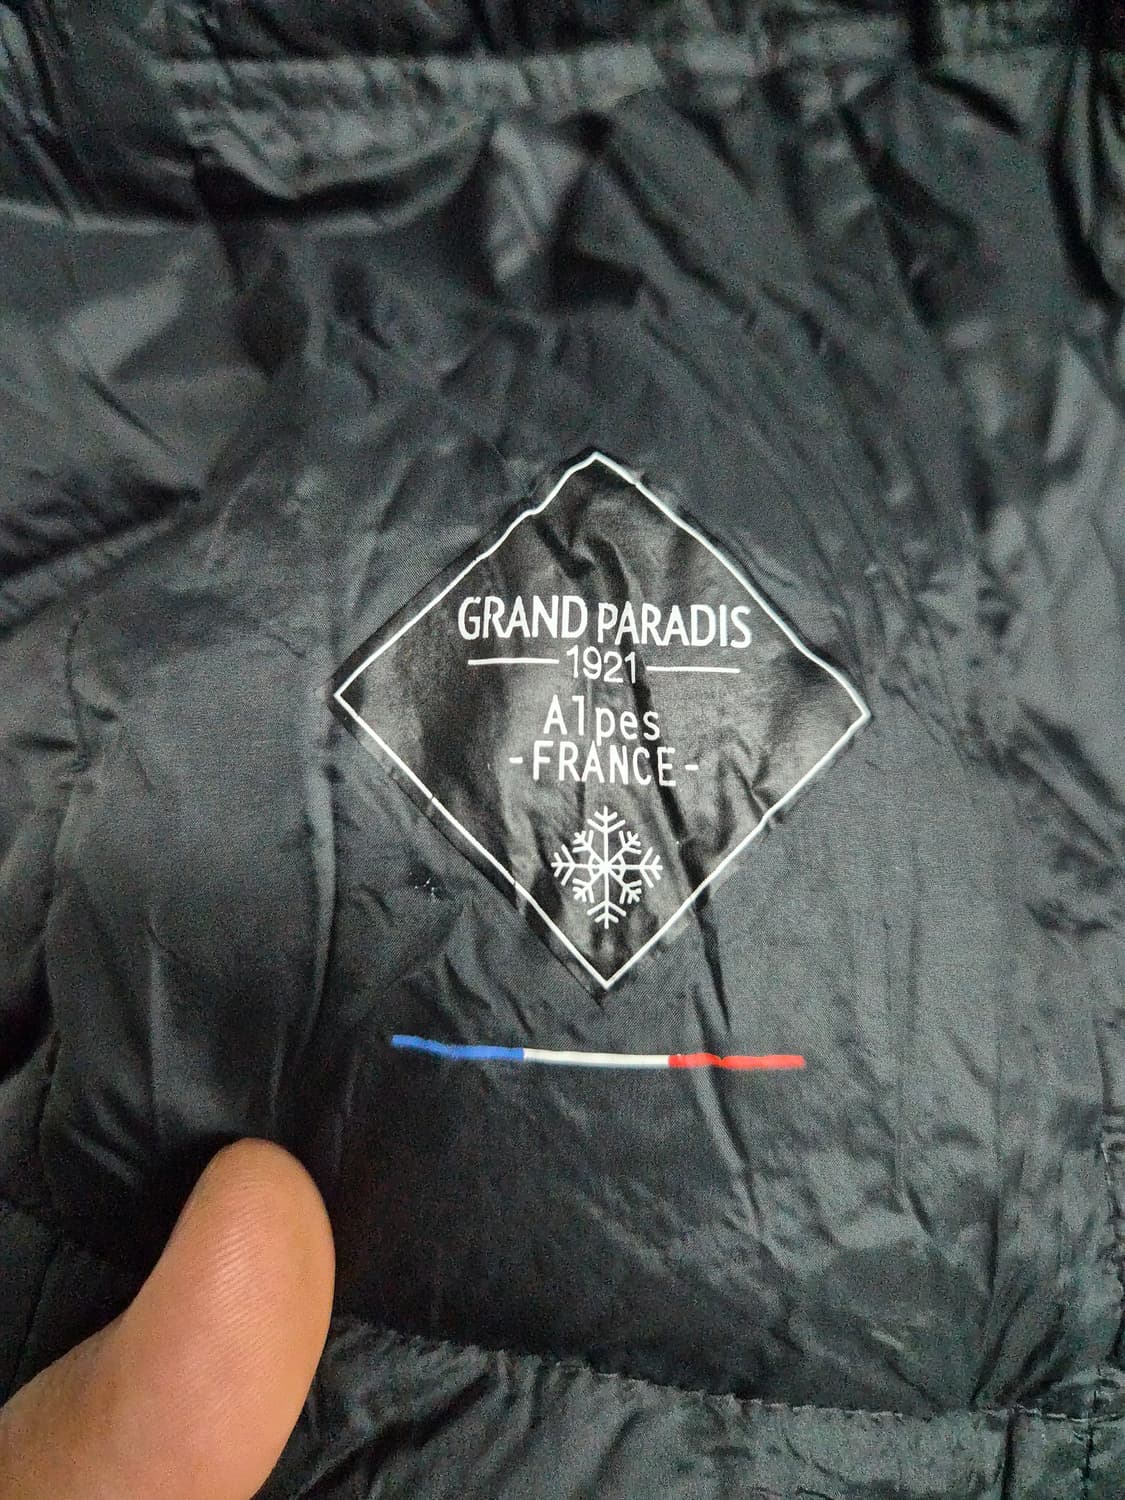 GRAND PARADIS
1921
Alpes
-FRANCE-